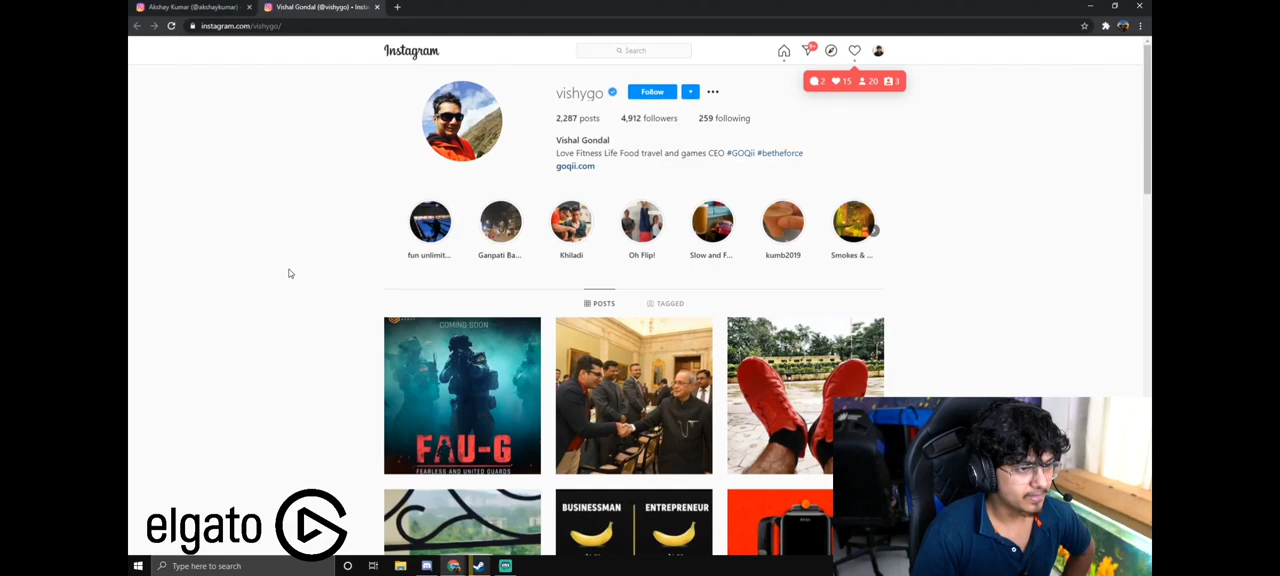 Akshay Kumar (@akshaykumar)
Vishal Gondal (@vishygo) • Insta
instagram.com/vishygo/
Instagram
Search
9+
2 15 20 3
vishygo
Follow
2,287 posts 4,912 followers 259 following
Vishal Gondal
Love Fitness Life Food travel and games CEO #GOQii #betheforce
goqii.com
fun unlimit... Ganpati Ba... Khiladi Oh Flip! Slow and F... kumb2019 Smokes & ...
POSTS TAGGED
COMING SOON
FAU-G
FEARLESS AND UNITED GUARDS
BUSINESSMAN ENTREPRENEUR
elgato
Type here to search